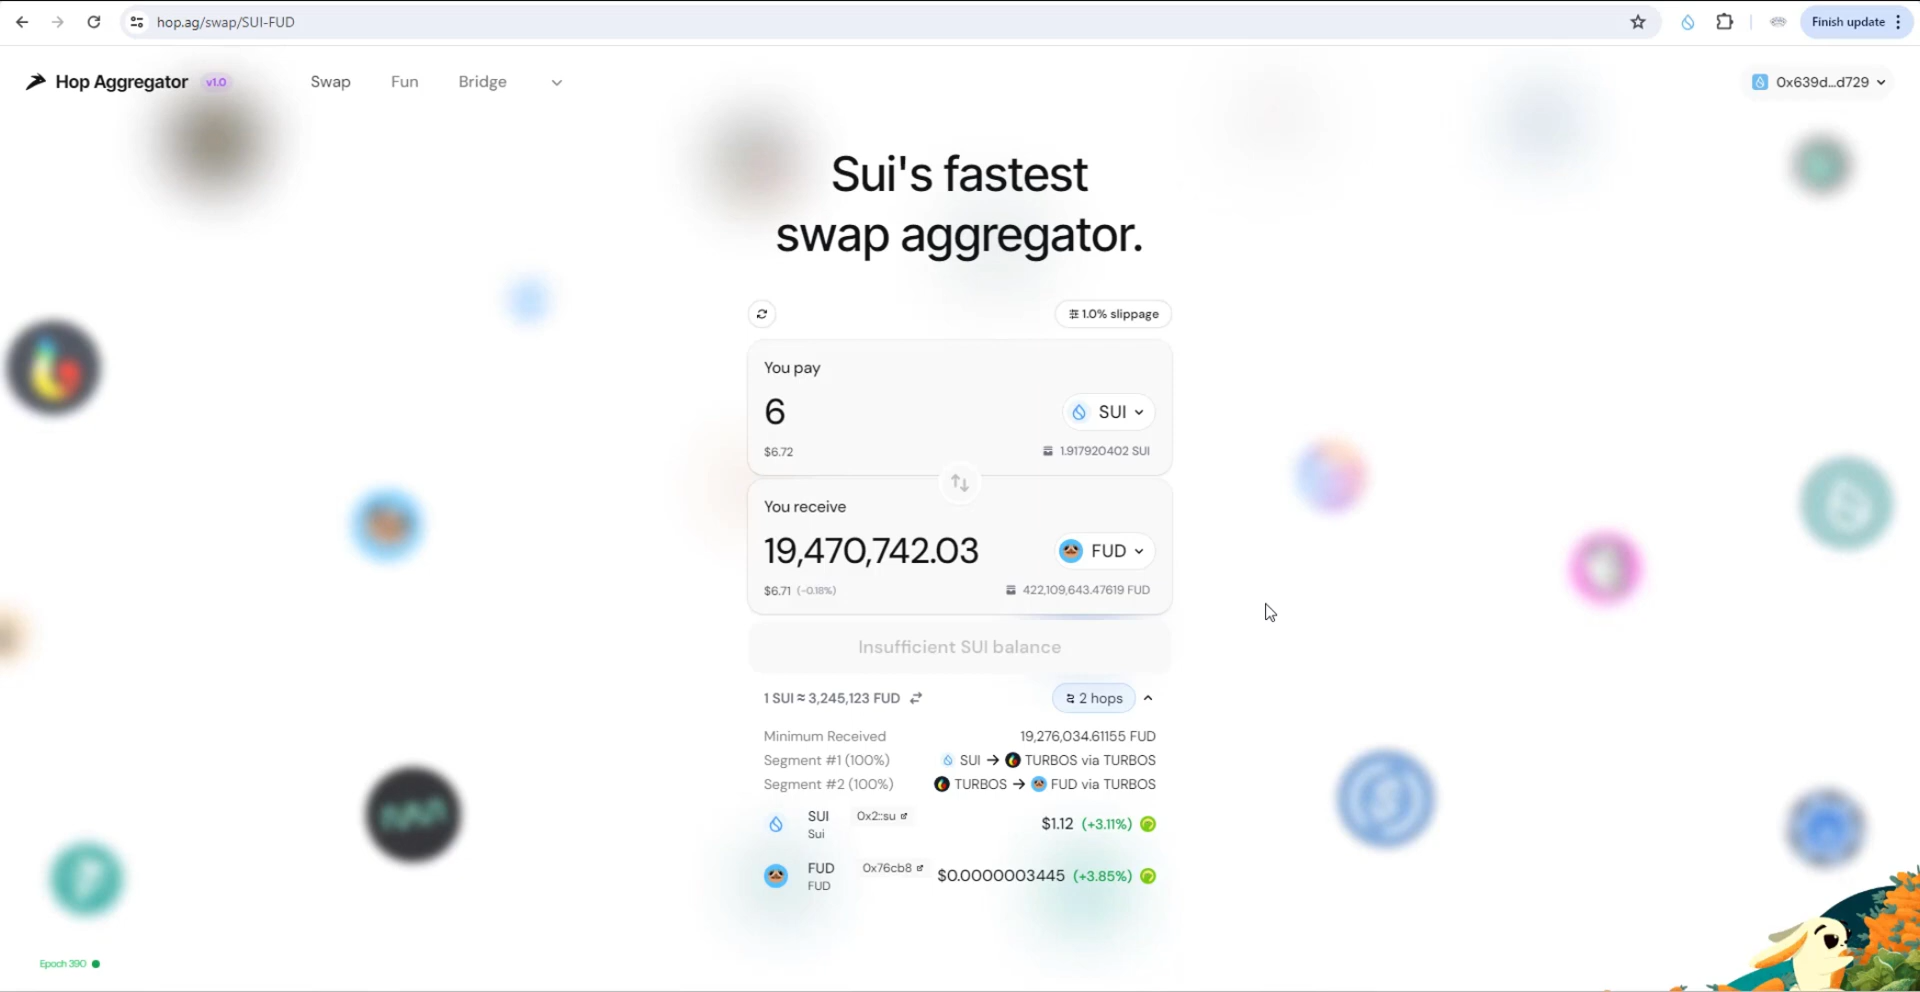 hop.ag/swap/SUI-FUD
Finish update
Hop Aggregator v1.0 Swap Fun Bridge
0x639d...d729
Sui's fastest
swap aggregator.
1.0% slippage
You pay
6 SUI
$6.72 1.917920402 SUI
You receive
19,470,742.03 FUD
$6.71 (-0.18%) 422,109,643.47619 FUD
Insufficient SUI balance
1 SUI ≈ 3,245,123 FUD 2 hops
Minimum Received 19,276,034.61155 FUD
Segment #1 (100%) SUI → TURBOS via TURBOS
Segment #2 (100%) TURBOS → FUD via TURBOS
SUI 0x2::su $1.12 (+3.11%)
Sui
FUD 0x76cb8 $0.0000003445 (+3.85%)
FUD
Epoch 390